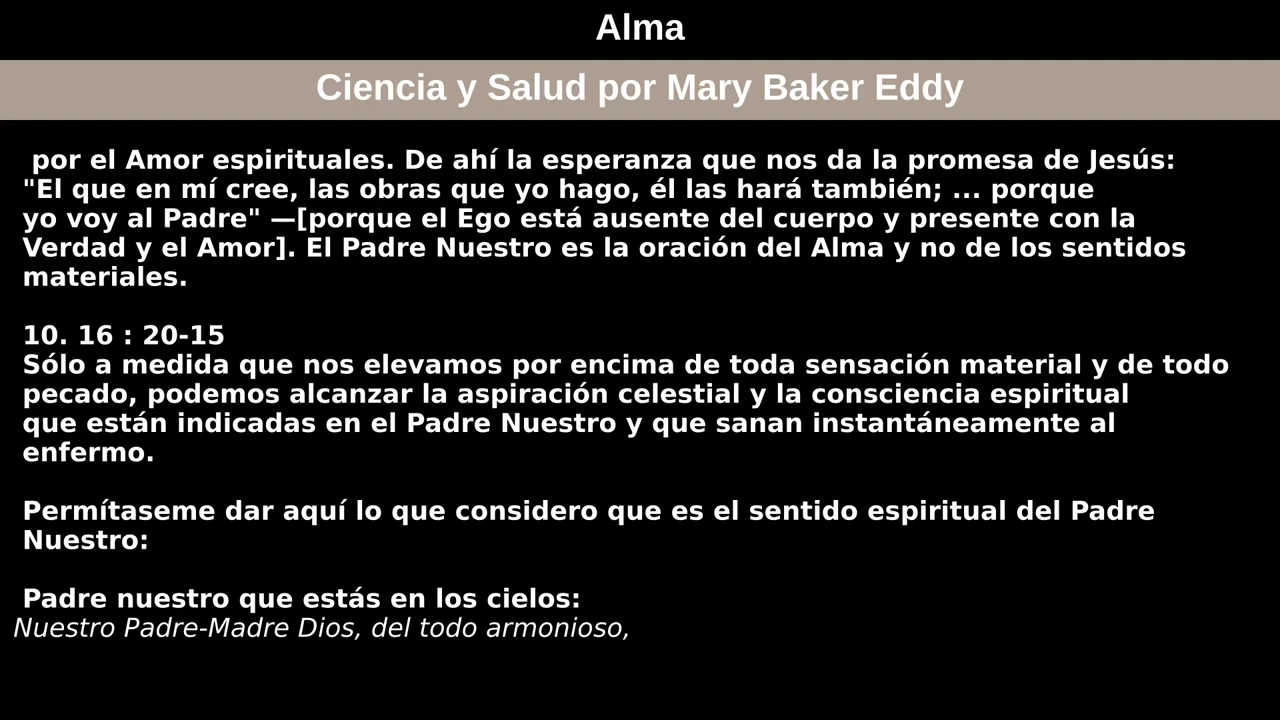 Alma
Ciencia y Salud por Mary Baker Eddy
por el Amor espirituales. De ahí la esperanza que nos da la promesa de Jesús:
"El que en mí cree, las obras que yo hago, él las hará también; ... porque
yo voy al Padre" —[porque el Ego está ausente del cuerpo y presente con la
Verdad y el Amor]. El Padre Nuestro es la oración del Alma y no de los sentidos
materiales.
10. 16 : 20-15
Sólo a medida que nos elevamos por encima de toda sensación material y de todo
pecado, podemos alcanzar la aspiración celestial y la consciencia espiritual
que están indicadas en el Padre Nuestro y que sanan instantáneamente al
enfermo.
Permítaseme dar aquí lo que considero que es el sentido espiritual del Padre
Nuestro:
Padre nuestro que estás en los cielos:
Nuestro Padre-Madre Dios, del todo armonioso,